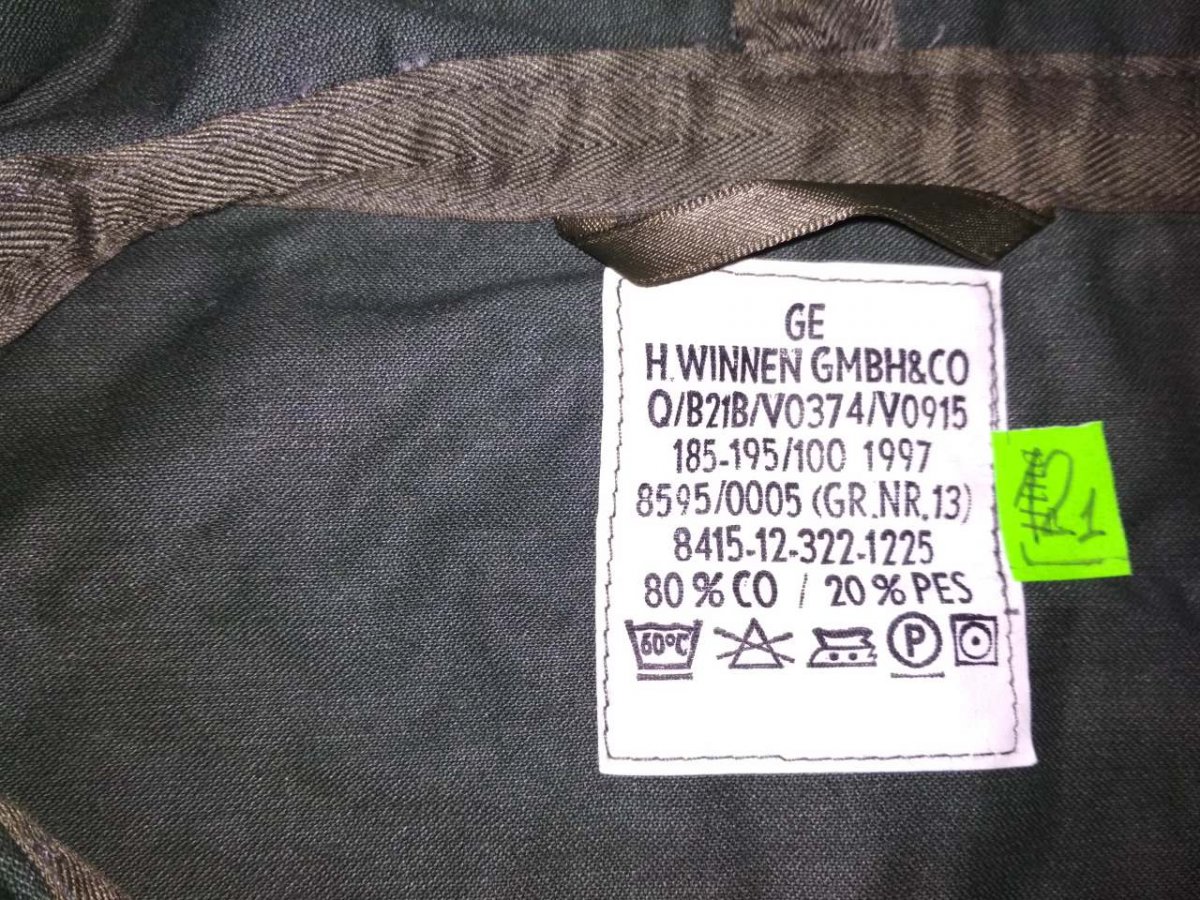 GE
H.WINNEN GMBH&CO
Q/B21B/V0374/V0915
185-195/100 1997
8595/0005 (GR.NR.13)
8415-12-322-1225
80% CO / 20% PES
60°C P